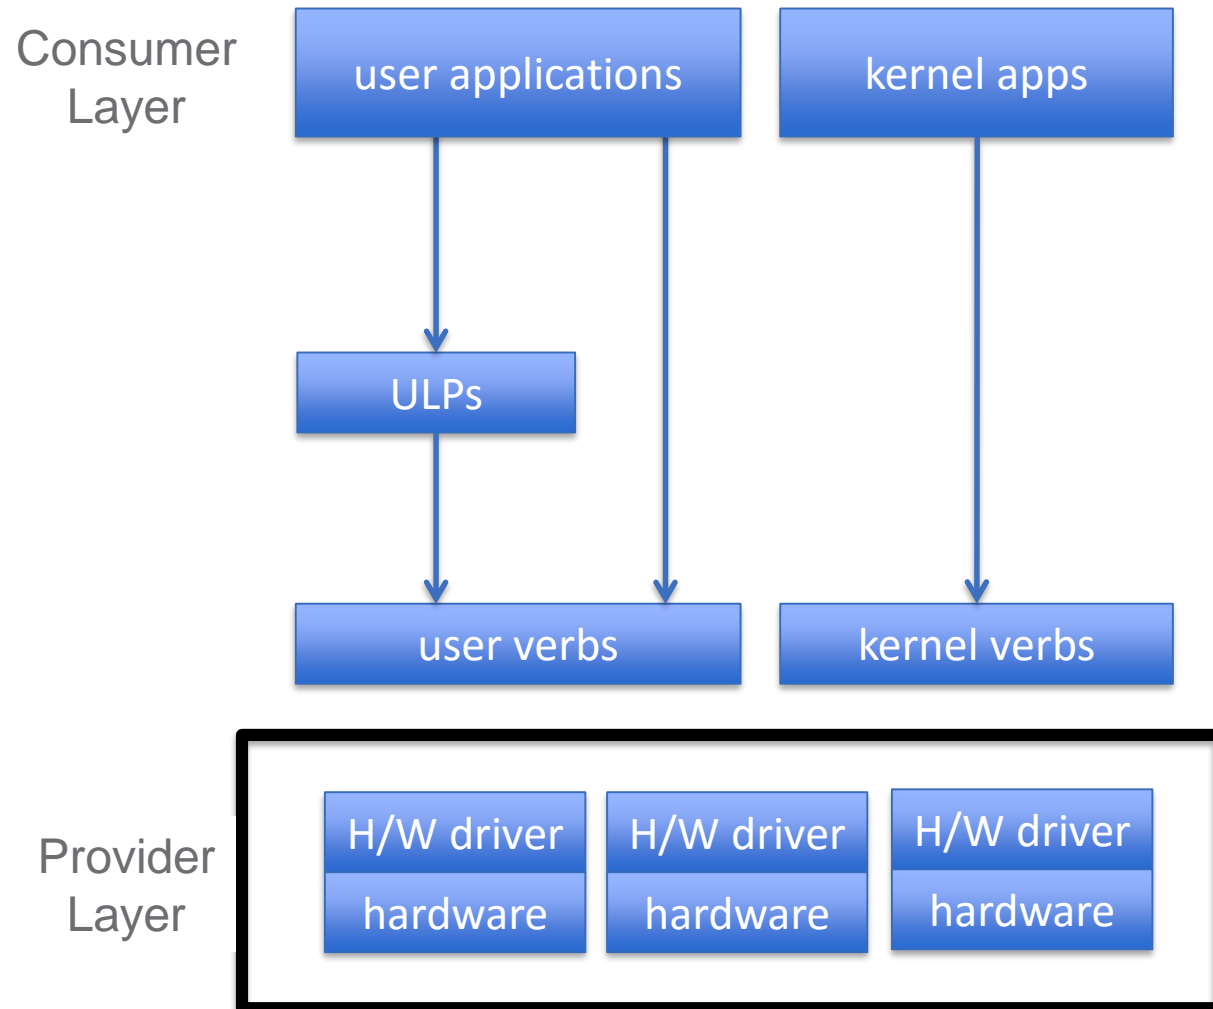 Consumer
Layer
user applications
kernel apps
ULPs
user verbs
kernel verbs
Provider
Layer
H/W driver
hardware
H/W driver
hardware
H/W driver
hardware